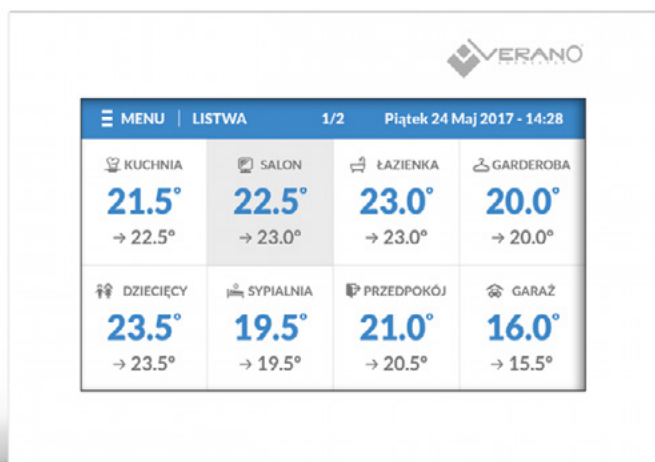 VERANO
MENU | LISTWA 1/2 Piątek 24 Maj 2017 - 14:28
KUCHNIA SALON ŁAZIENKA GARDEROBA
21.5° 22.5° 23.0° 20.0°
→ 22.5° → 23.0° → 23.0° → 20.0°
DZIECIĘCY SYPIALNIA PRZEDPOKÓJ GARAŻ
23.5° 19.5° 21.0° 16.0°
→ 23.5° → 19.5° → 20.5° → 15.5°